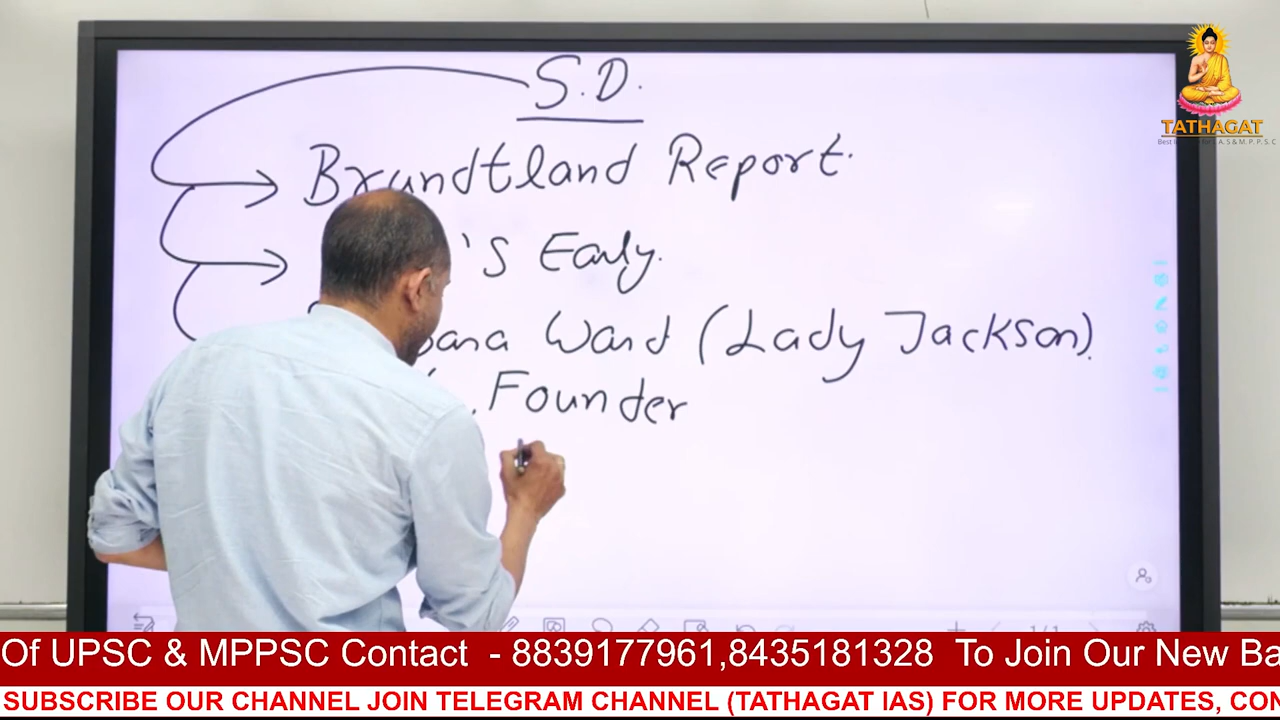 S.D.
Brundtland Report.
's Early.
Ward (Lady Jackson).
Founder
TATHAGAT
Of UPSC & MPPSC Contact - 8839177961,8435181328 To Join Our New Ba
SUBSCRIBE OUR CHANNEL JOIN TELEGRAM CHANNEL (TATHAGAT IAS) FOR MORE UPDATES, CON